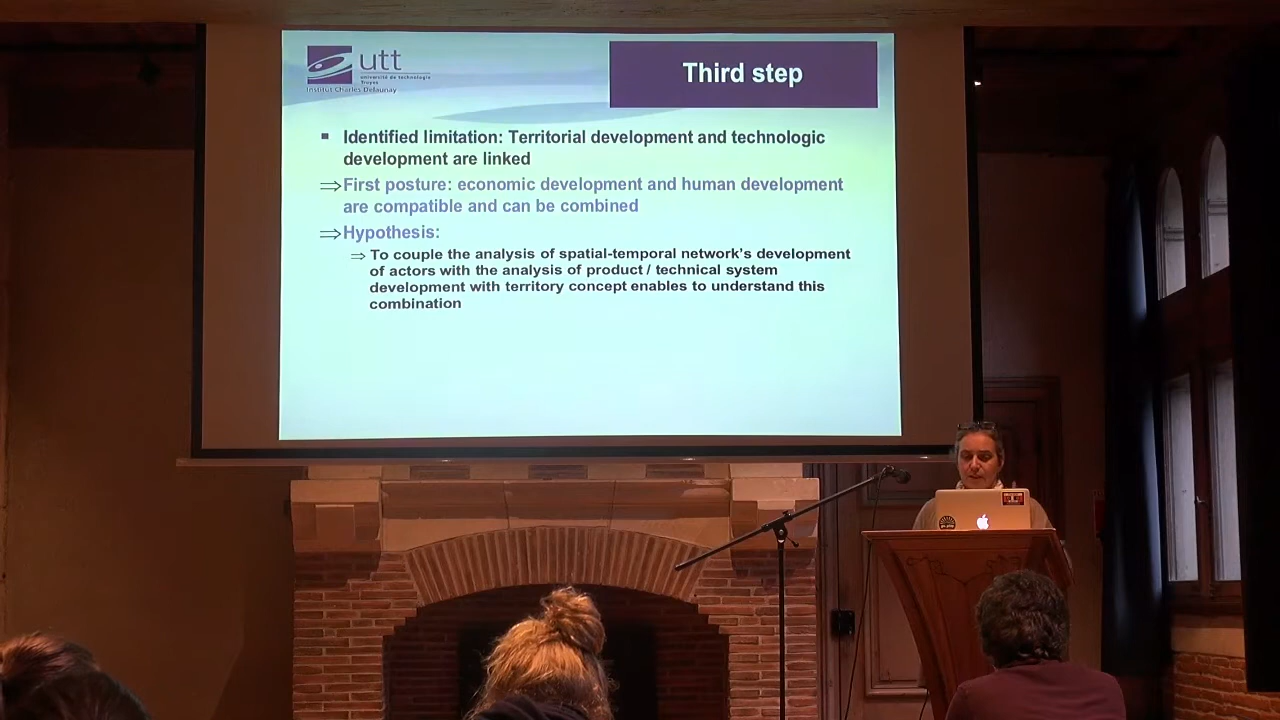 utt
université de technologie
Troyes
Institut Charles Delaunay
Third step
Identified limitation: Territorial development and technologic
development are linked
First posture: economic development and human development
are compatible and can be combined
Hypothesis:
To couple the analysis of spatial-temporal network's development
of actors with the analysis of product / technical system
development with territory concept enables to understand this
combination